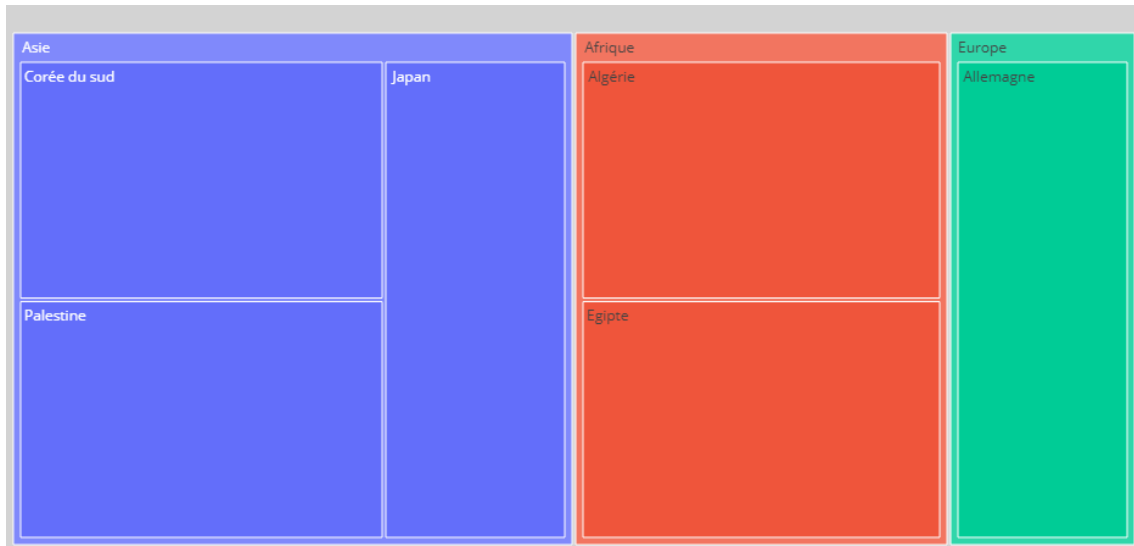 Asie
Corée du sud
Japan
Palestine
Afrique
Algérie
Egipte
Europe
Allemagne